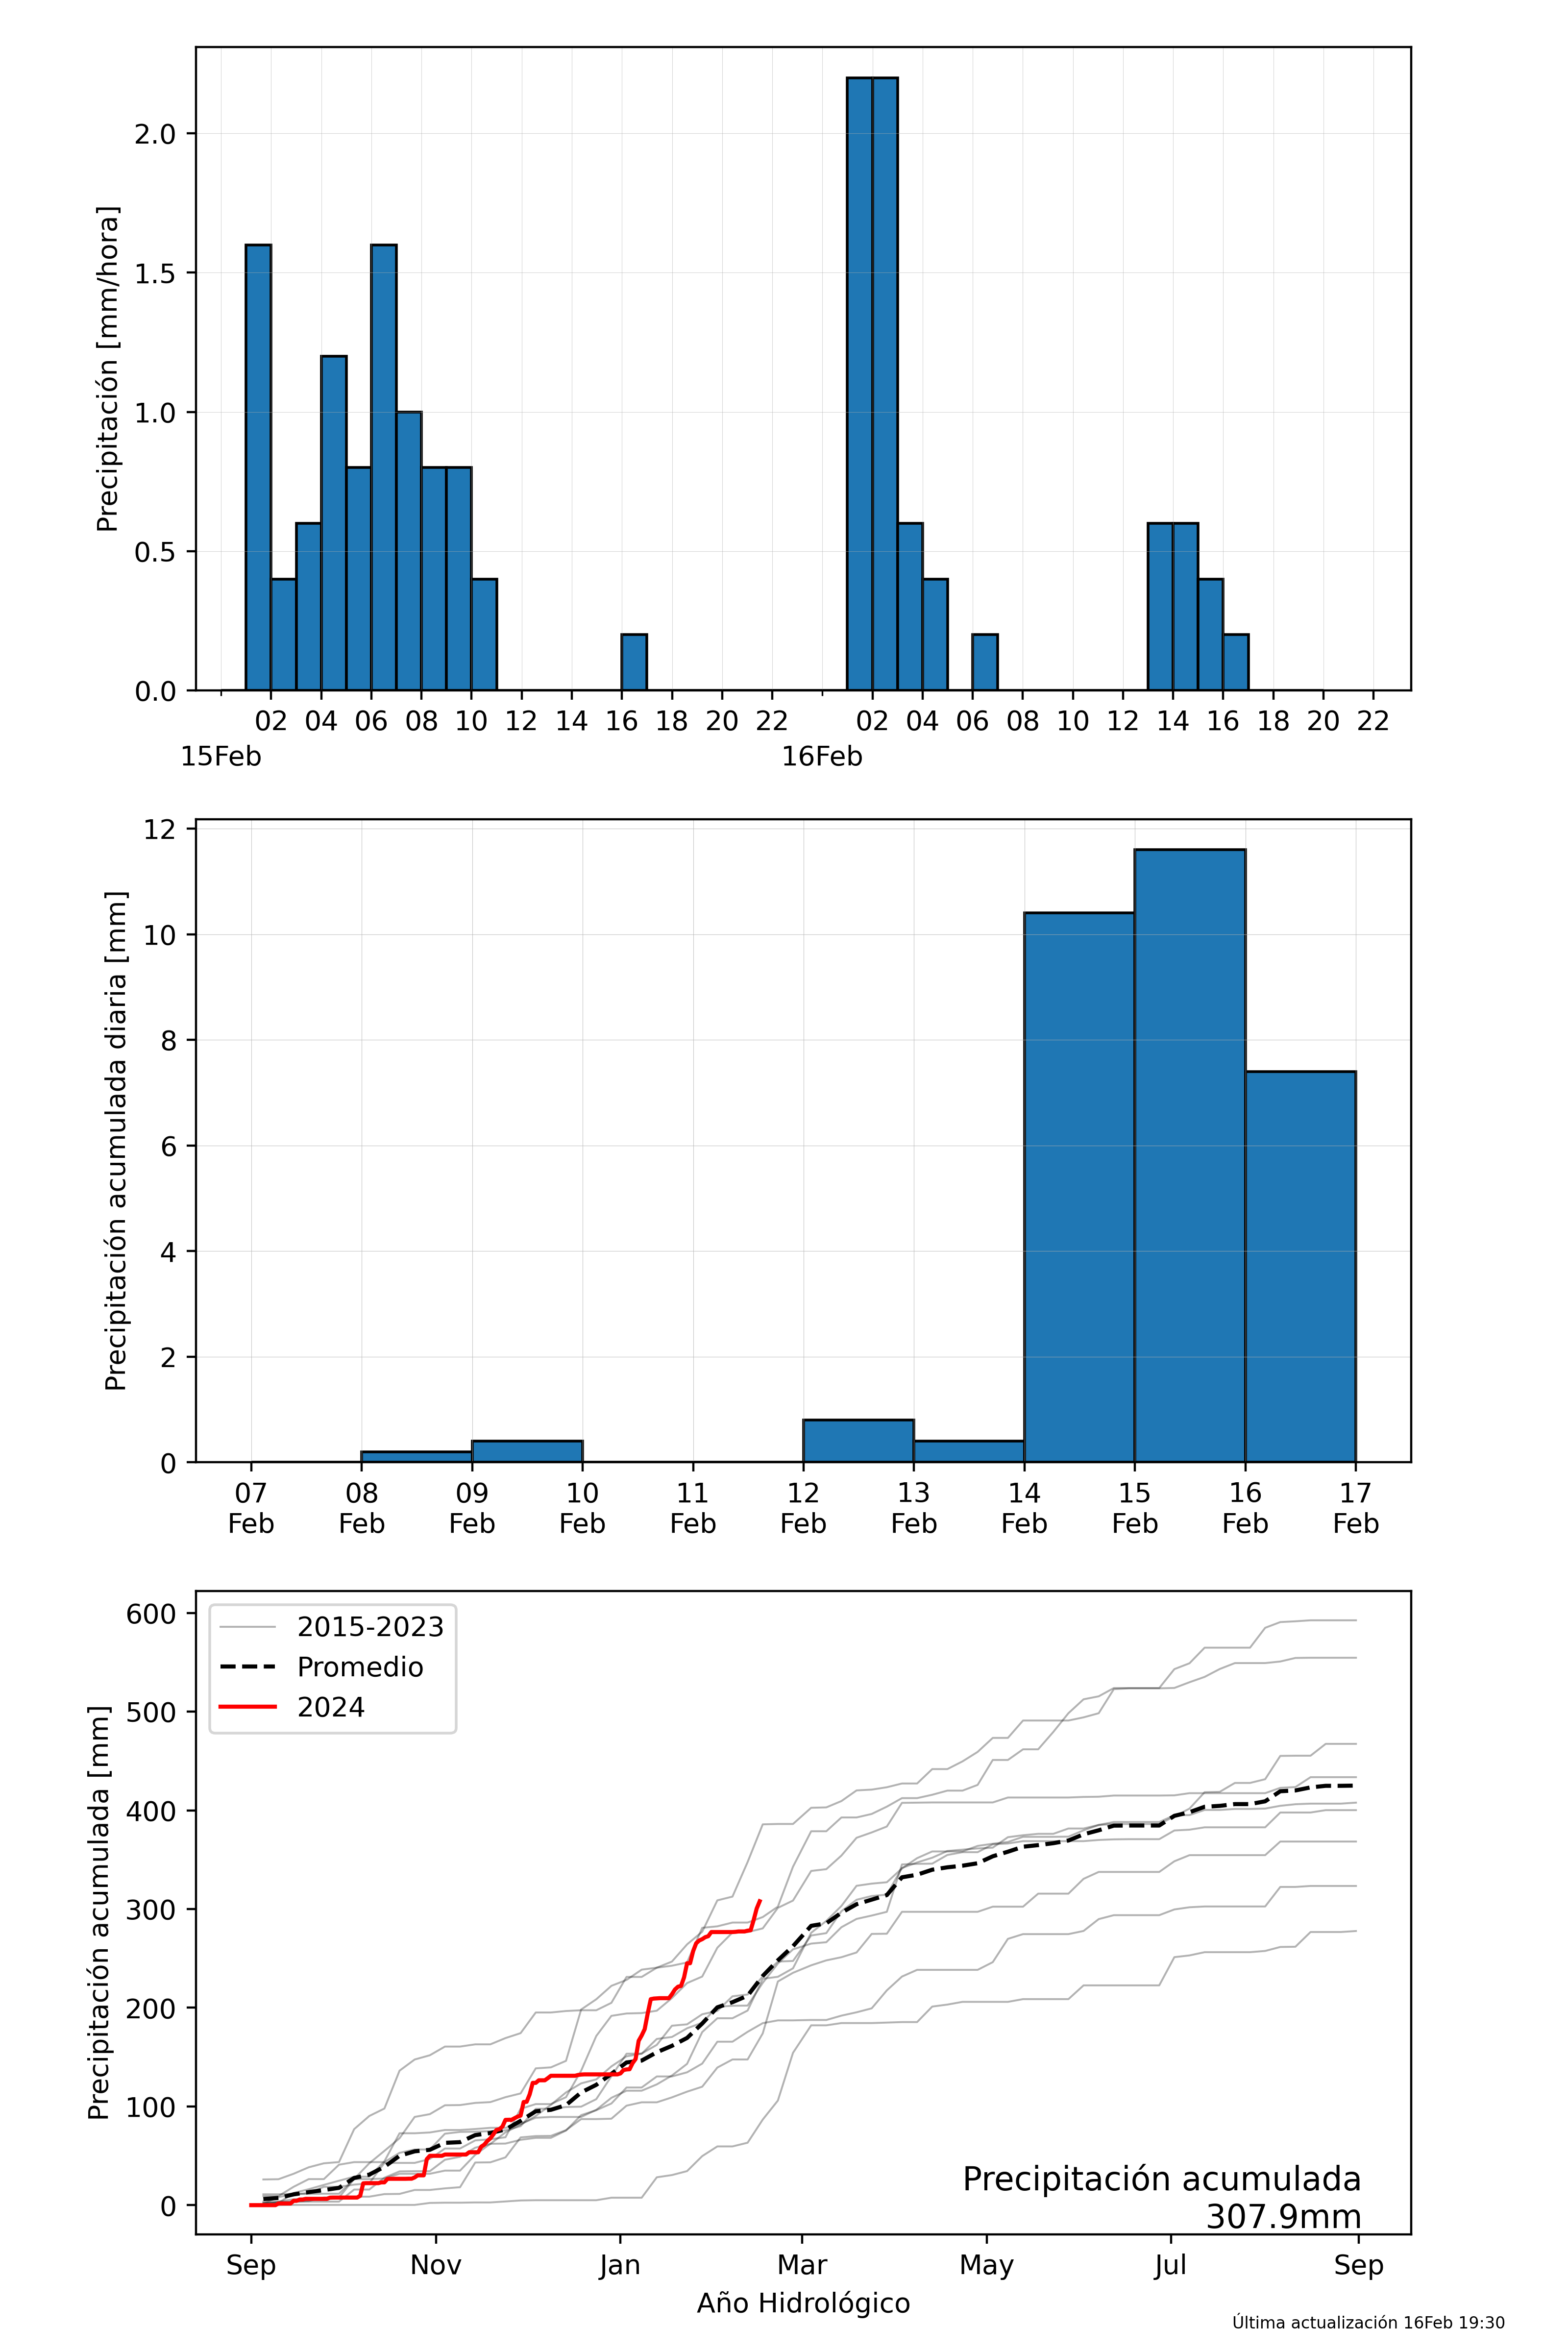 Precipitación [mm/hora]
2.0
1.5
1.0
0.5
0.0
02 04 06 08 10 12 14 16 18 20 22 02 04 06 08 10 12 14 16 18 20 22
15Feb 16Feb
Precipitación acumulada diaria [mm]
12
10
8
6
4
2
0
07 08 09 10 11 12 13 14 15 16 17
Feb Feb Feb Feb Feb Feb Feb Feb Feb Feb Feb
Precipitación acumulada [mm]
600
500
400
300
200
100
0
2015-2023
Promedio
2024
Precipitación acumulada
307.9mm
Sep Nov Jan Mar May Jul Sep
Año Hidrológico
Última actualización 16Feb 19:30